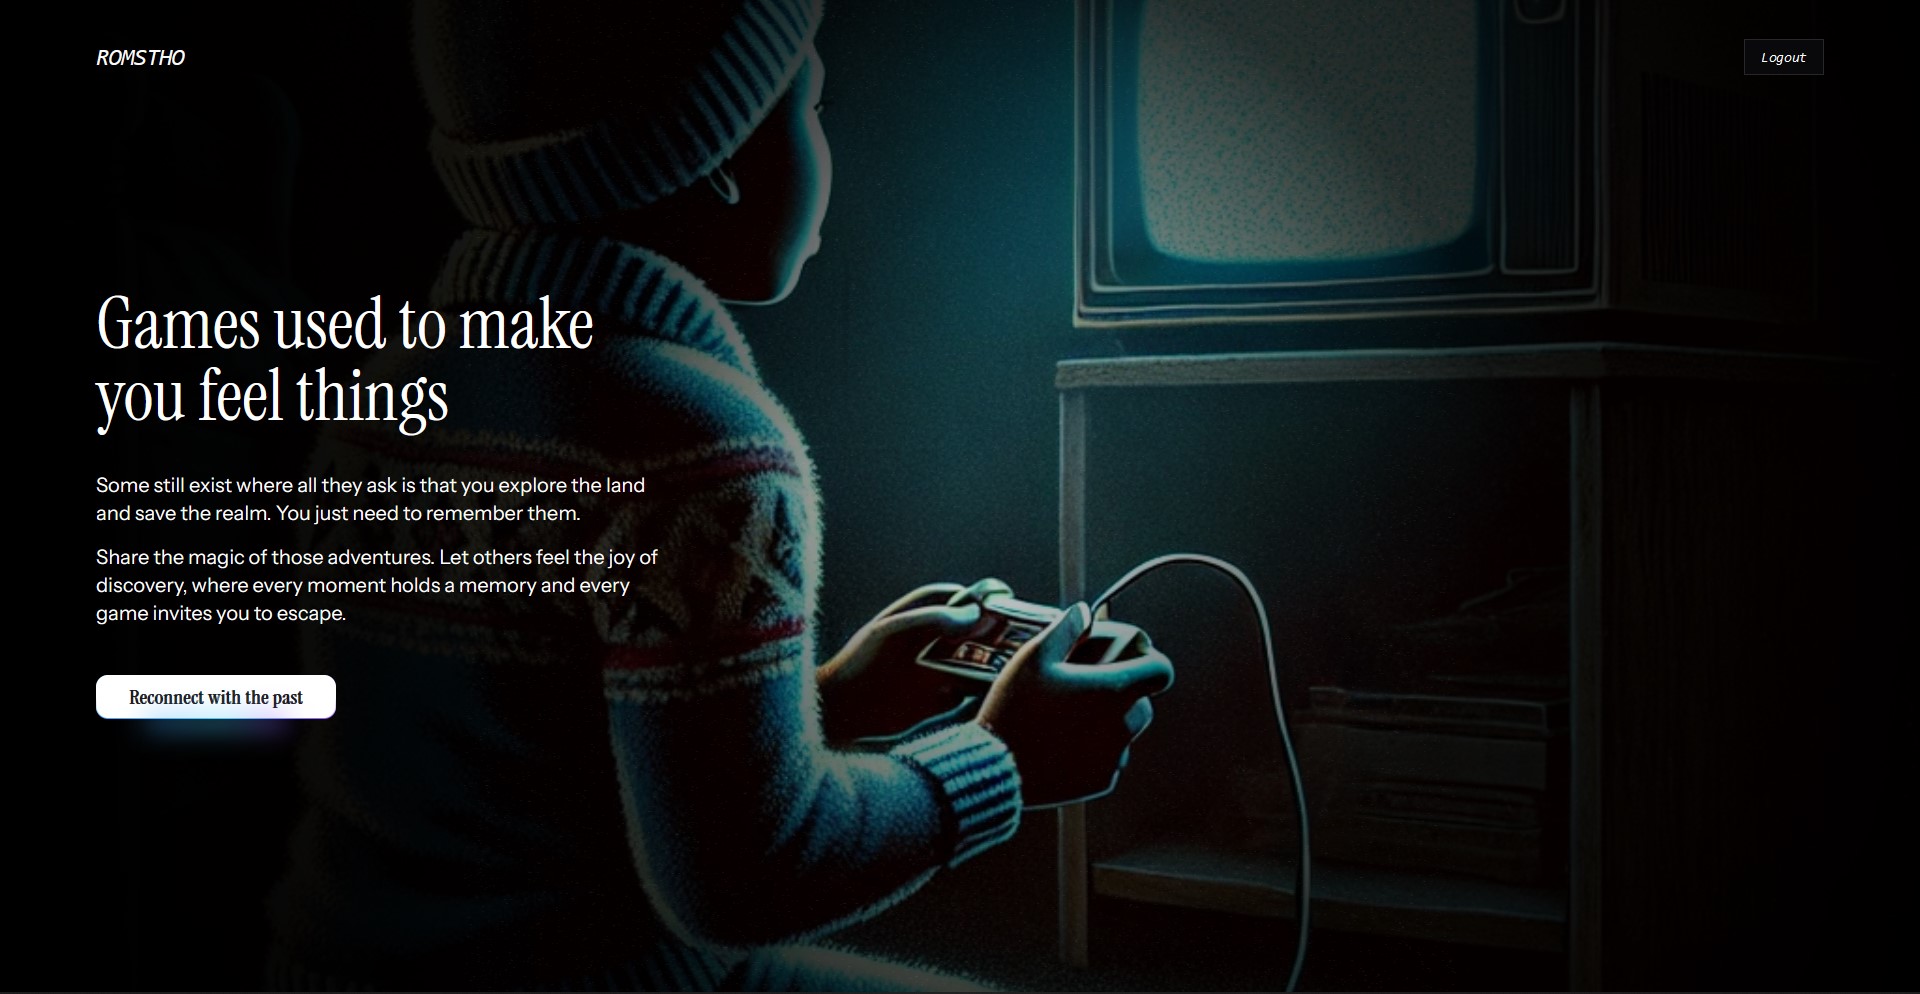 ROMSTHO
Logout
Games used to make
you feel things
Some still exist where all they ask is that you explore the land
and save the realm. You just need to remember them.
Share the magic of those adventures. Let others feel the joy of
discovery, where every moment holds a memory and every
game invites you to escape.
Reconnect with the past